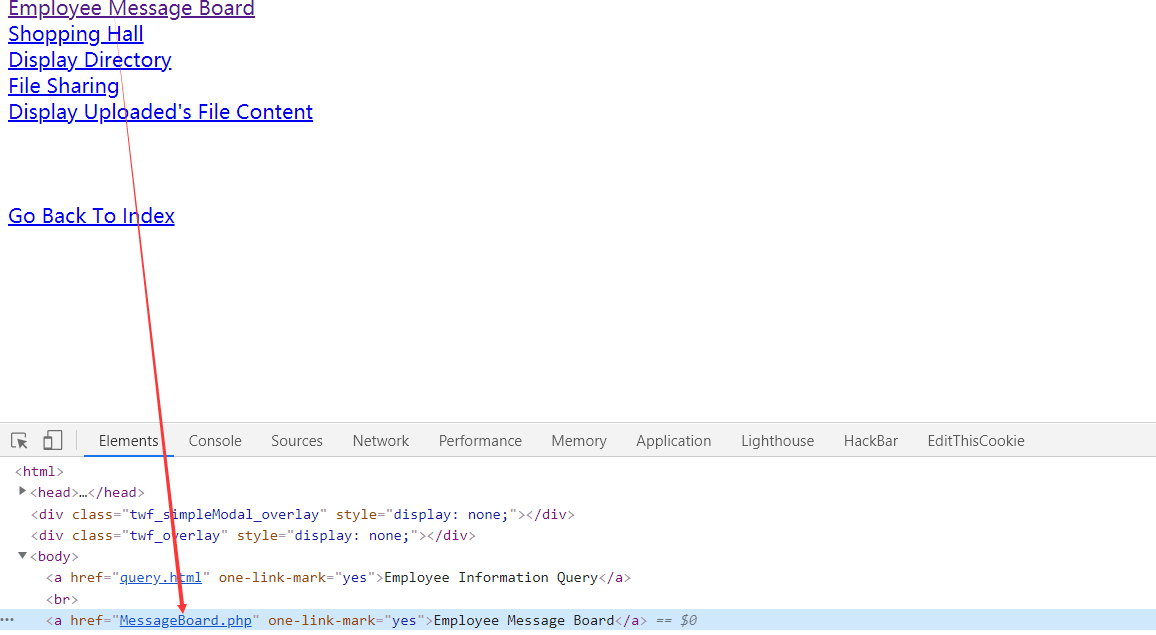 Employee Message Board
Shopping Hall
Display Directory
File Sharing
Display Uploaded's File Content
Go Back To Index
Elements Console Sources Network Performance Memory Application Lighthouse HackBar EditThisCookie
<html>
<head>…</head>
<div class="twf_simpleModal_overlay" style="display: none;"></div>
<div class="twf_overlay" style="display: none;"></div>
<body>
<a href="query.html" one-link-mark="yes">Employee Information Query</a>
<br>
<a href="MessageBoard.php" one-link-mark="yes">Employee Message Board</a> == $0